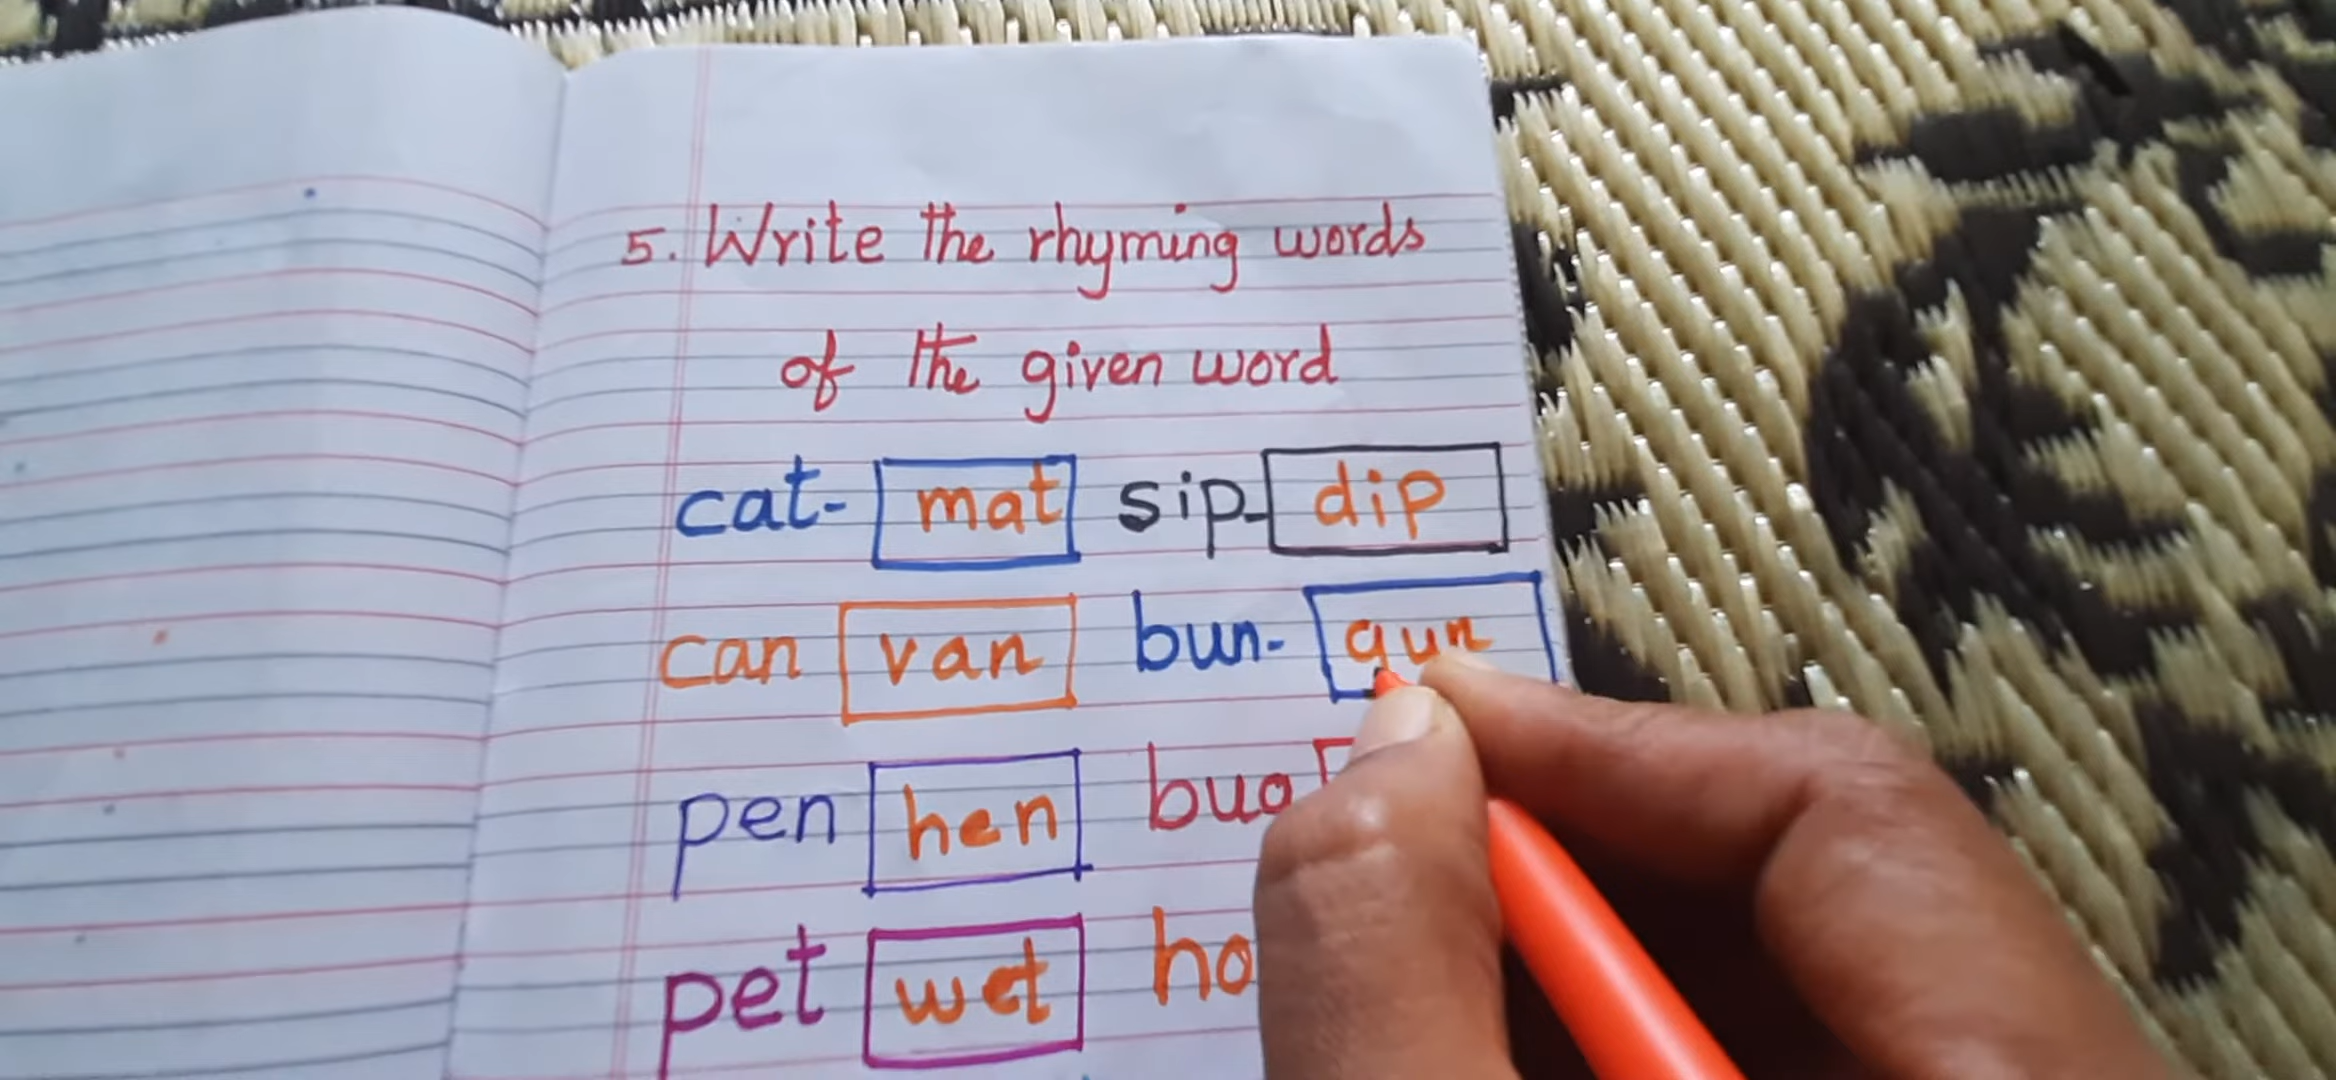 5. Write the rhyming words
of the given word
cat- mat sip- dip
can van bun- gun
pen hen
pet wet